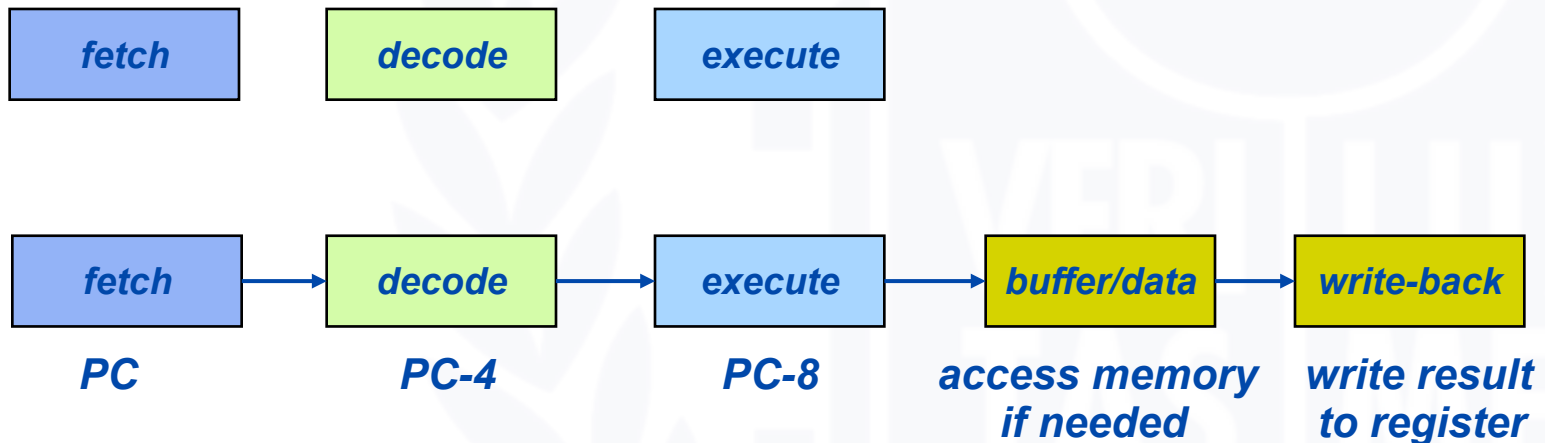 fetch decode execute
fetch decode execute buffer/data write-back
PC PC-4 PC-8 access memory write result
if needed to register